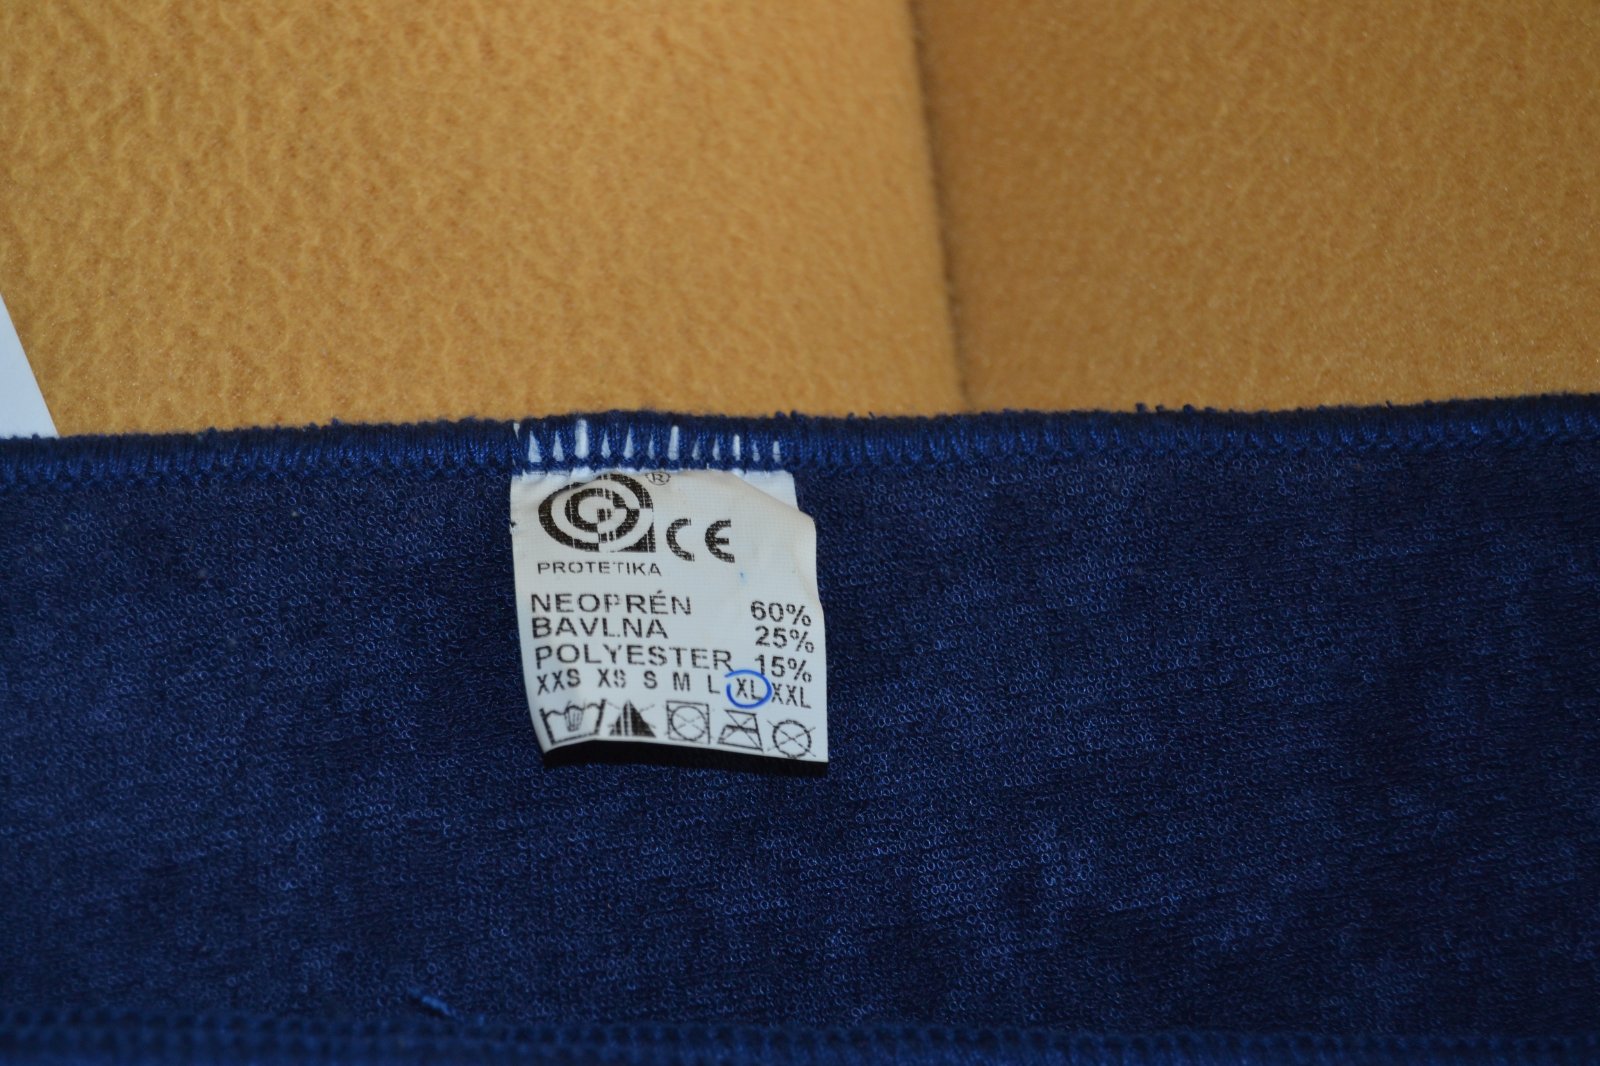 ®
CE
PROTETIKA
NEOPRÉN 60%
BAVLNA 25%
POLYESTER 15%
XXS XS S M L XL XXL